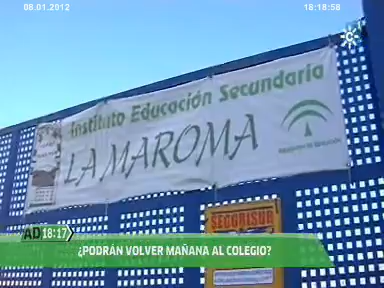 08.01.2012
18:18:58
Instituto Educación Secundaria
LA MAROMA
SEGURISUR
AD 18:17
¿PODRÁN VOLVER MAÑANA AL COLEGIO?